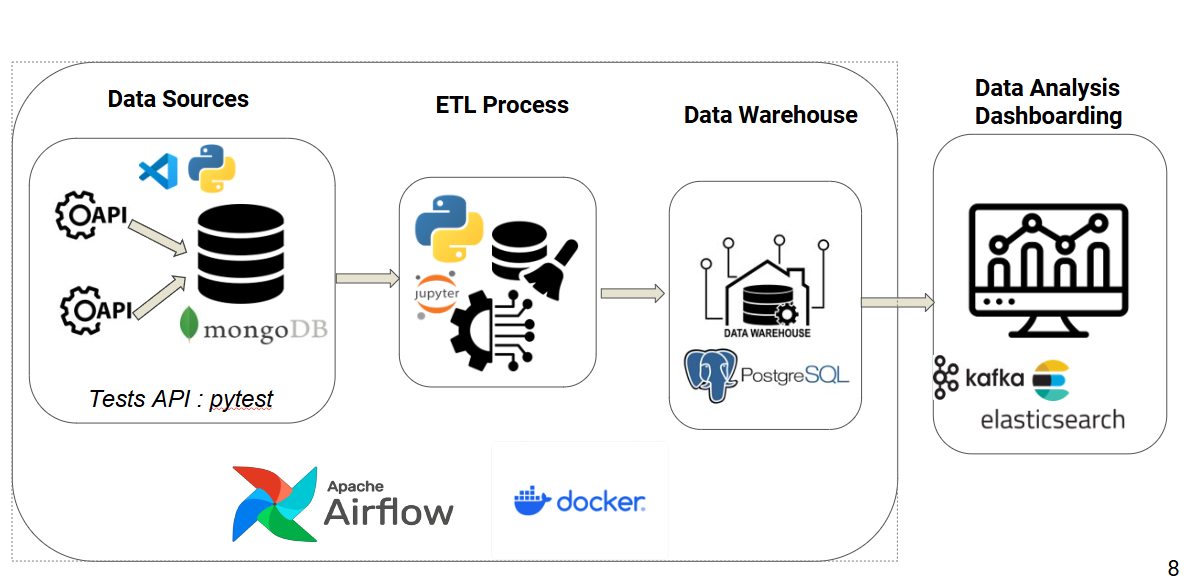 Data Sources
ETL Process
Data Warehouse
Data Analysis
Dashboarding
API
API
mongoDB
Tests API : pytest
jupyter
DATA WAREHOUSE
PostgreSQL
kafka
elasticsearch
Apache
Airflow
docker
8